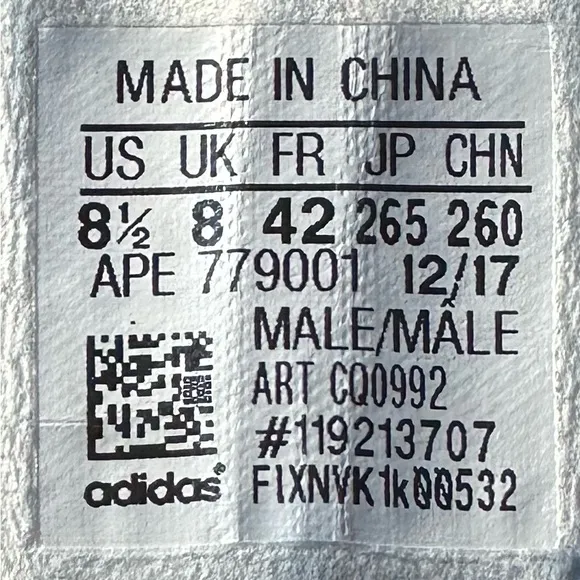 MADE IN CHINA
US UK FR JP CHN
8½ 8 42 265 260
APE 779001 12/17
MALE/MÂLE
ART CQ0992
#119213707
adidas® FIXNVK1k00532